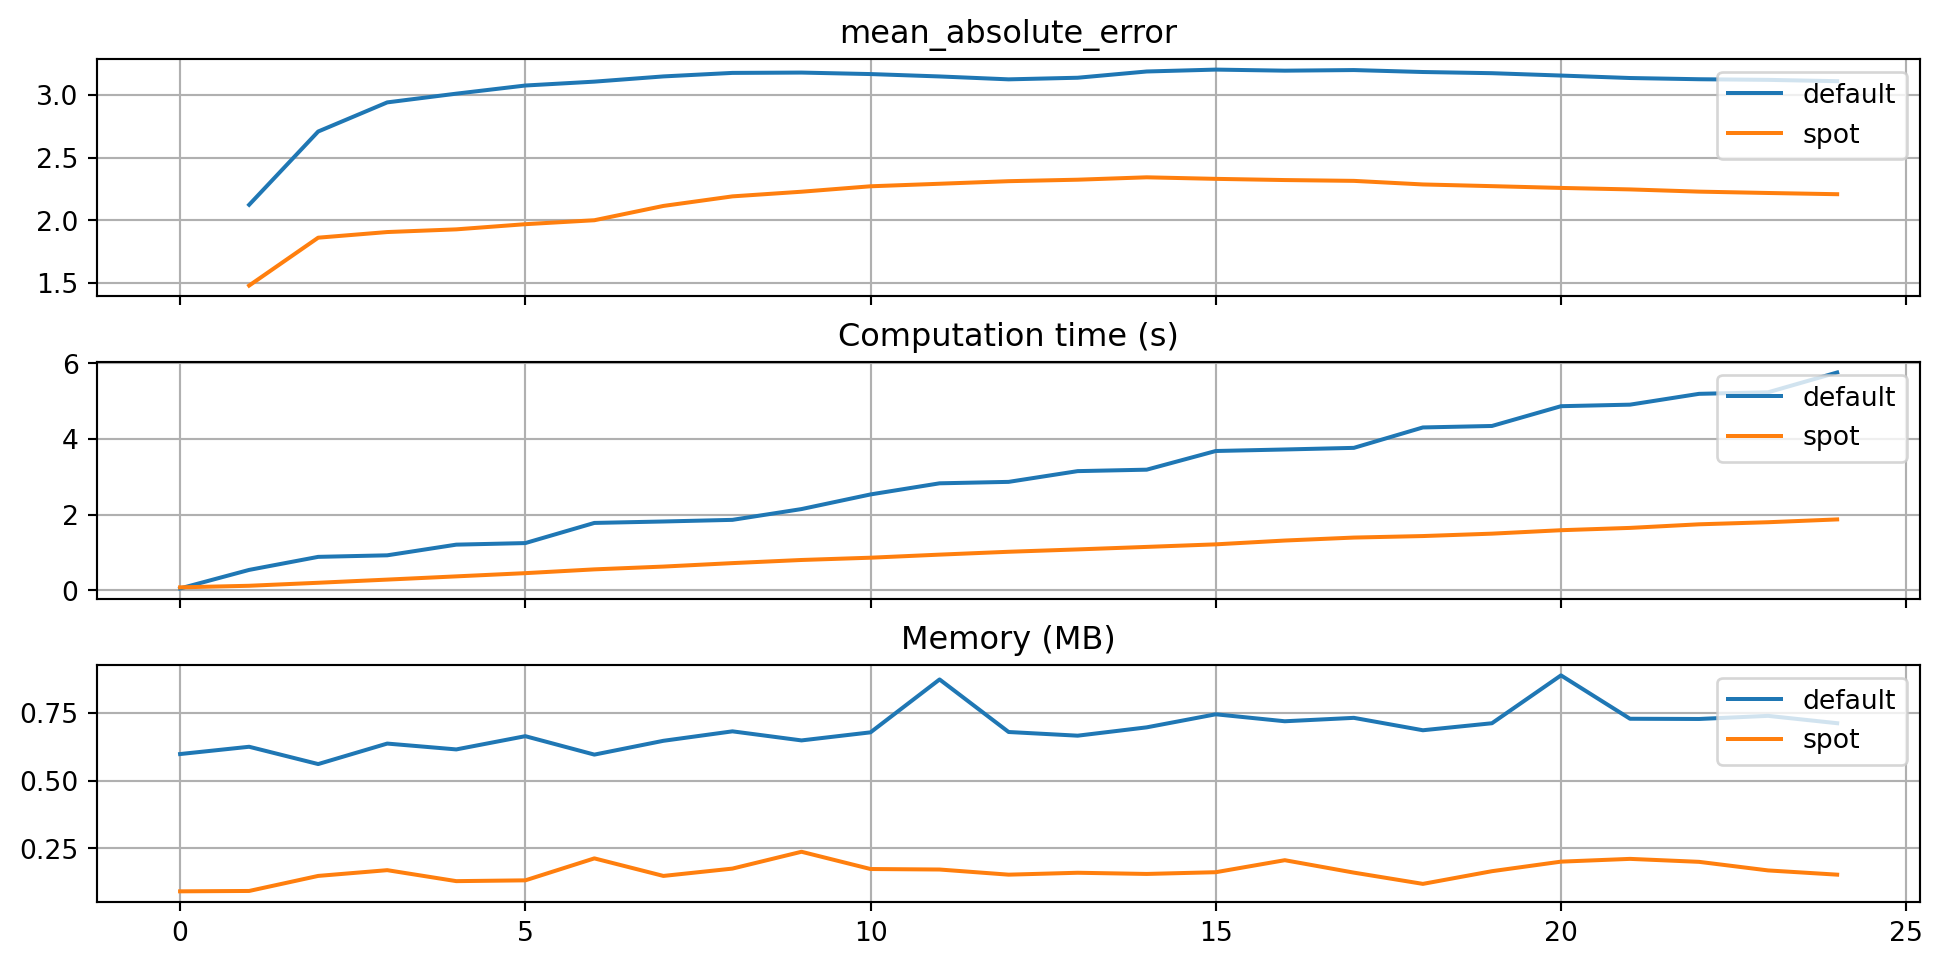 mean_absolute_error
3.0
2.5
2.0
1.5
default
spot
Computation time (s)
6
4
2
0
default
spot
Memory (MB)
0.75
0.50
0.25
default
spot
0 5 10 15 20 25